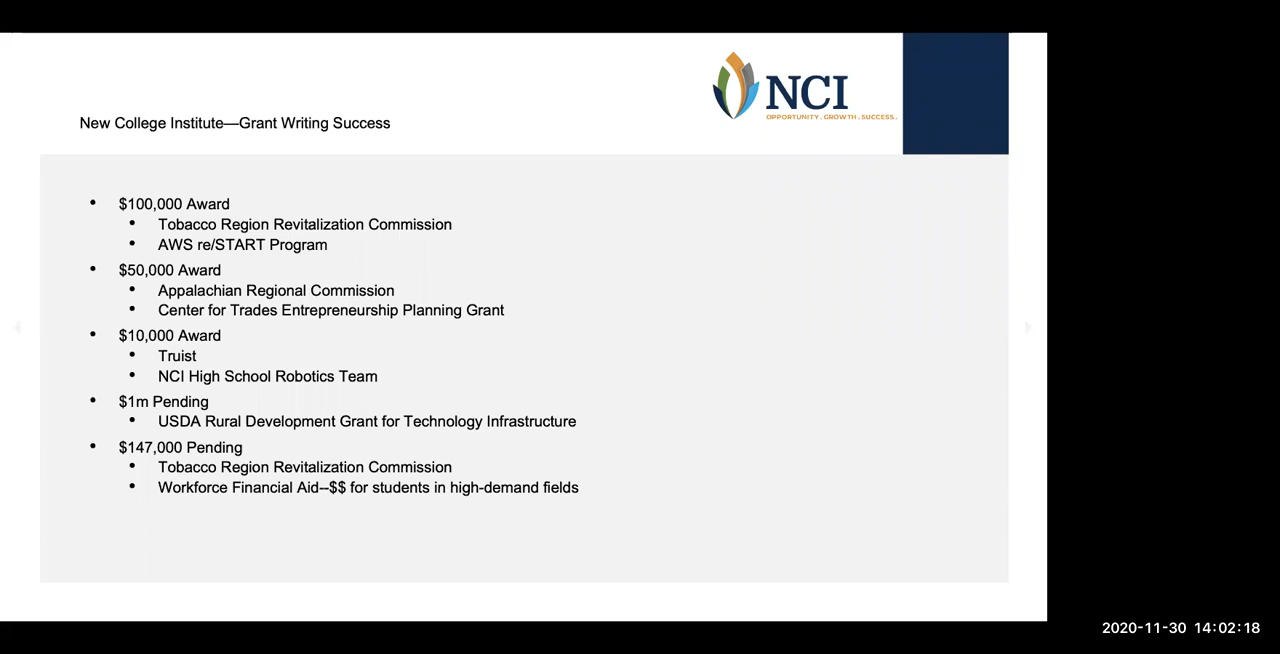 NCI
OPPORTUNITY. GROWTH. SUCCESS.
New College Institute—Grant Writing Success
• $100,000 Award
• Tobacco Region Revitalization Commission
• AWS re/START Program
• $50,000 Award
• Appalachian Regional Commission
• Center for Trades Entrepreneurship Planning Grant
• $10,000 Award
• Truist
• NCI High School Robotics Team
• $1m Pending
• USDA Rural Development Grant for Technology Infrastructure
• $147,000 Pending
• Tobacco Region Revitalization Commission
• Workforce Financial Aid--$$ for students in high-demand fields
2020-11-30 14:02:18